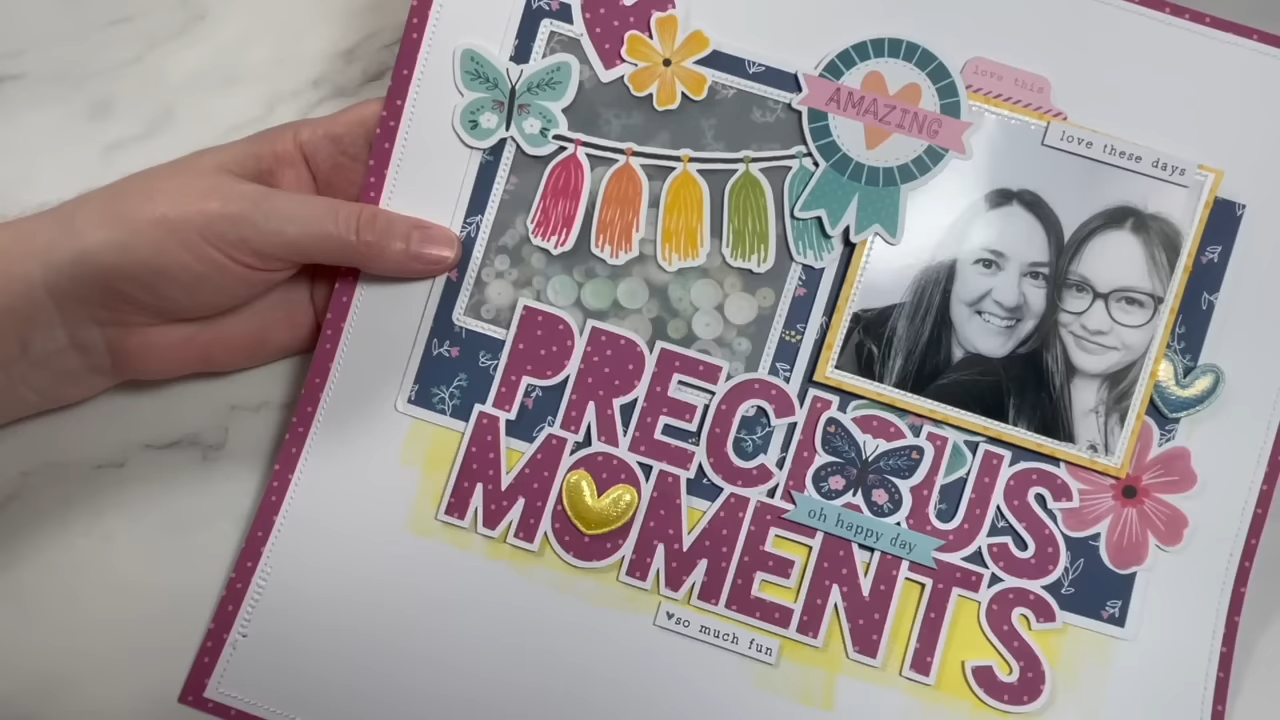 love this
AMAZING
love these days
PRECIOUS
MOMENTS
oh happy day
so much fun